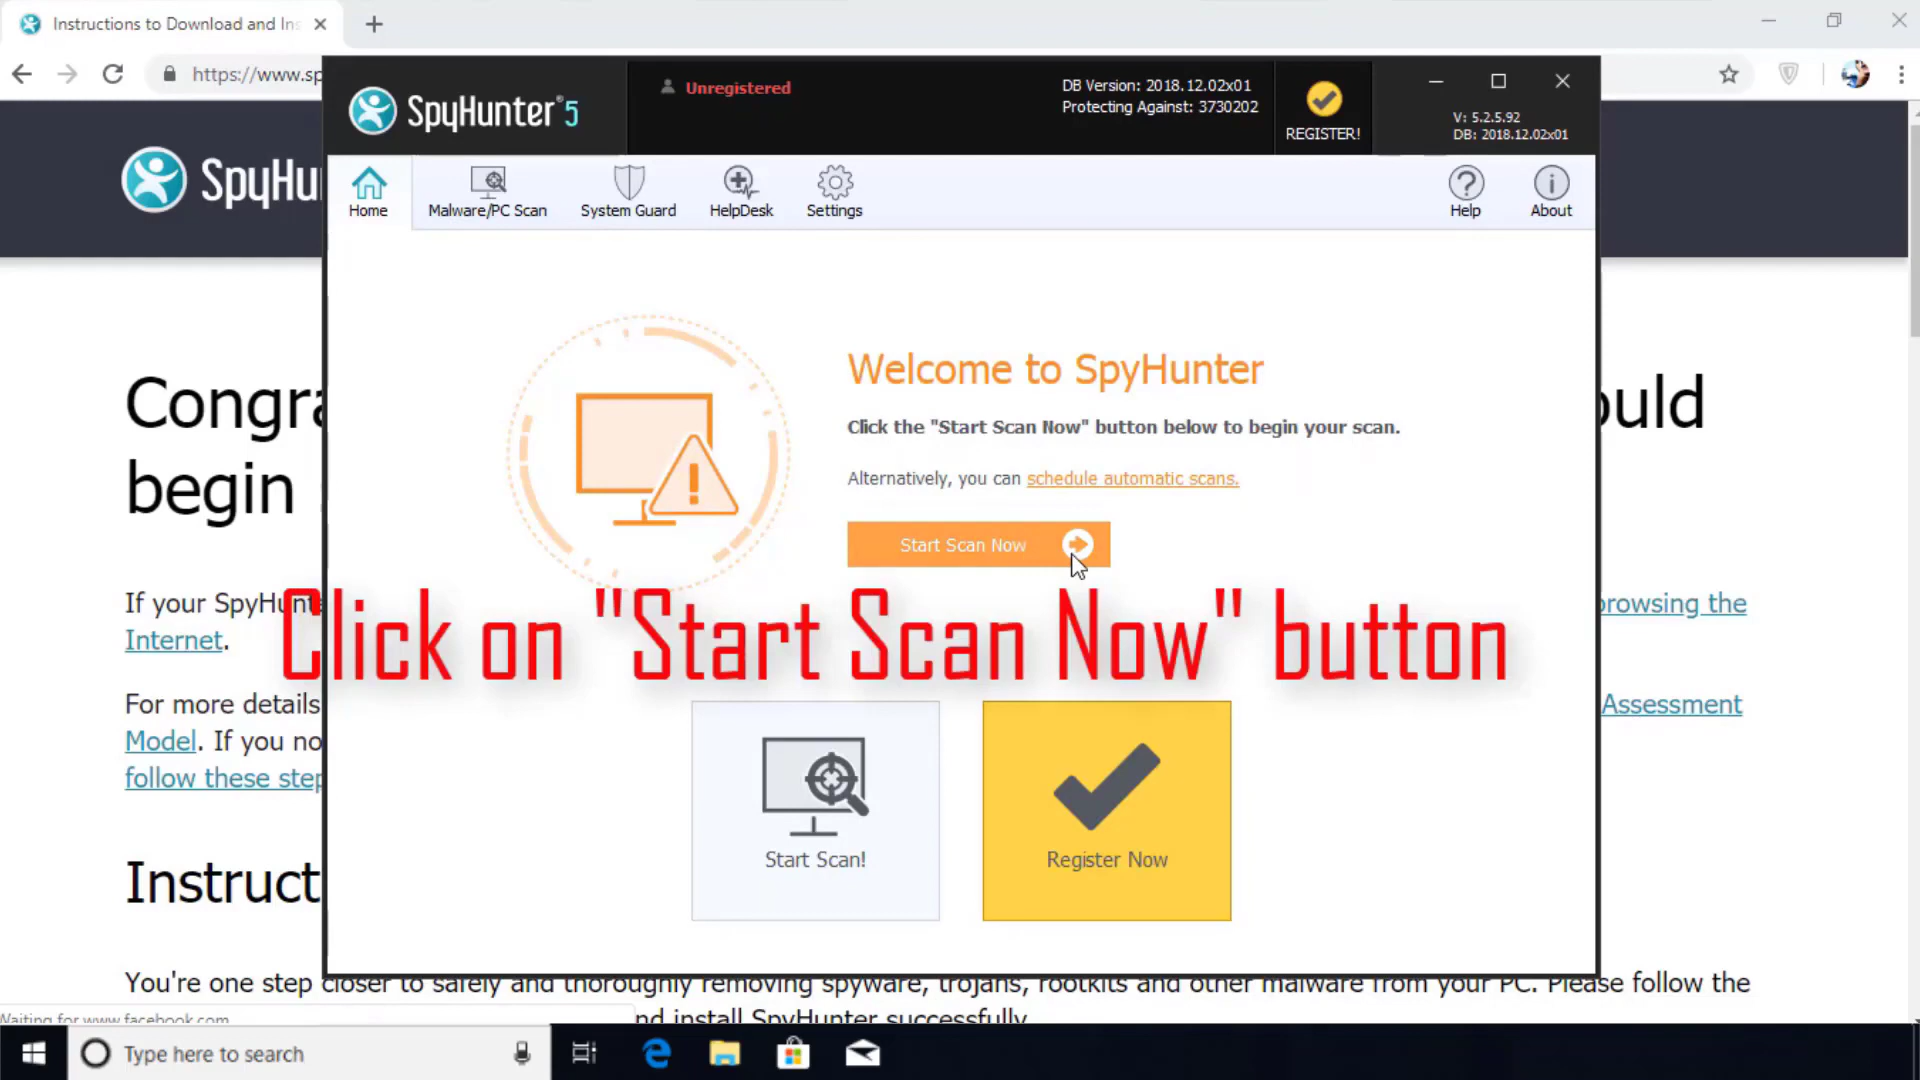 Instructions to Download and Ins
https://www.sp
SpyHunter® 5
Unregistered
DB Version: 2018.12.02x01
Protecting Against: 3730202
REGISTER!
V: 5.2.5.92
DB: 2018.12.02x01
Home
Malware/PC Scan
System Guard
HelpDesk
Settings
Help
About
SpyHu
Welcome to SpyHunter
Click the "Start Scan Now" button below to begin your scan.
Alternatively, you can schedule automatic scans.
Start Scan Now
Click on "Start Scan Now" button
Start Scan!
Register Now
Congra
ould
begin
If your SpyHunte
browsing the
Internet.
For more details
Assessment
Model. If you no
follow these step
Instruct
You're one step closer to safely and thoroughly removing spyware, trojans, rootkits and other malware from your PC. Please follow the
nd install SpyHunter successfully.
Waiting for www.facebook.com
Type here to search